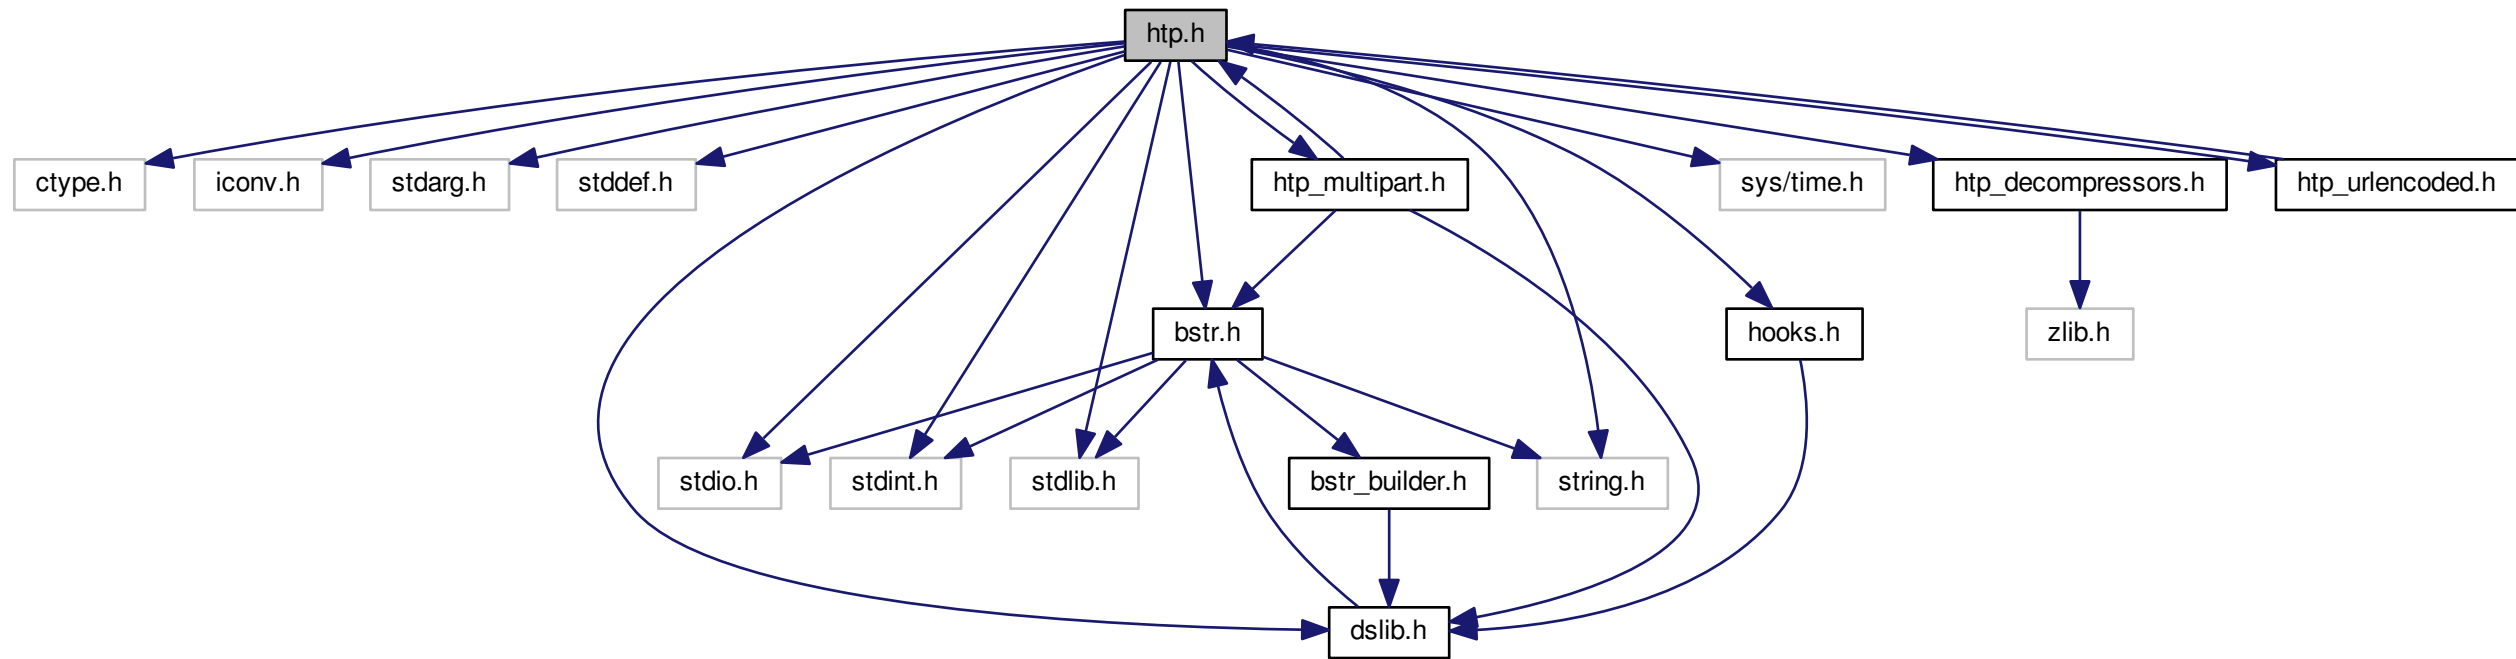 htp.h
ctype.h
iconv.h
stdarg.h
stddef.h
htp_multipart.h
sys/time.h
htp_decompressors.h
htp_urlencoded.h
bstr.h
hooks.h
zlib.h
stdio.h
stdint.h
stdlib.h
bstr_builder.h
string.h
dslib.h